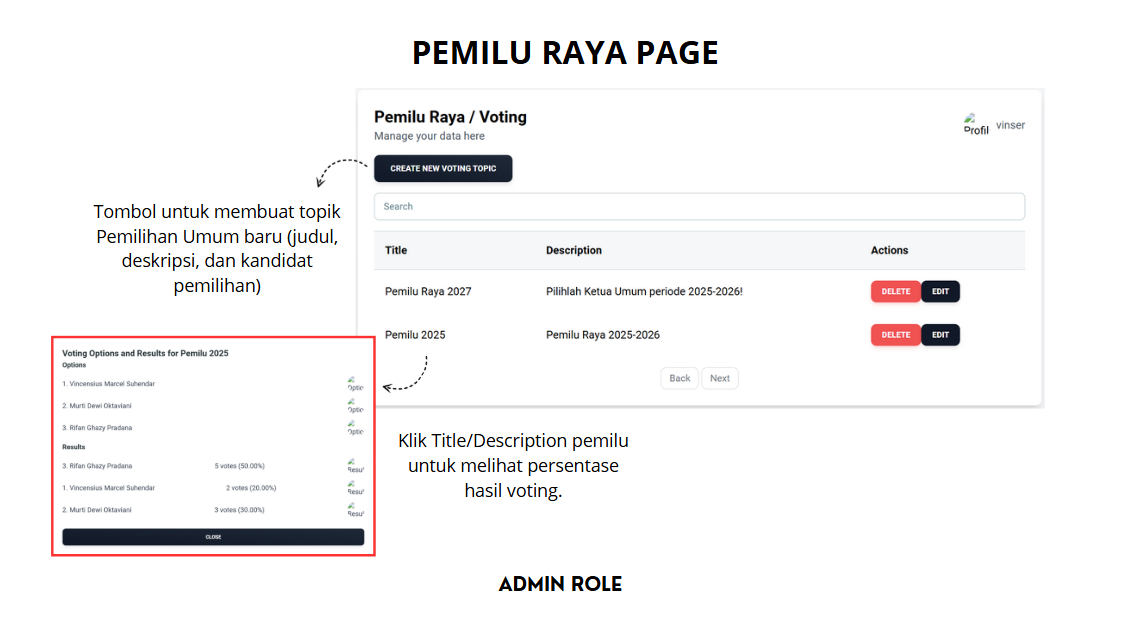 PEMILU RAYA PAGE
Pemilu Raya / Voting
Manage your data here
Profil
vinser
CREATE NEW VOTING TOPIC
Search
Title Description Actions
Pemilu Raya 2027 Pilihlah Ketua Umum periode 2025-2026! DELETE EDIT
Pemilu 2025 Pemilu Raya 2025-2026 DELETE EDIT
Back Next
Tombol untuk membuat topik
Pemilihan Umum baru (judul,
deskripsi, dan kandidat
pemilihan)
Voting Options and Results for Pemilu 2025
Options
1. Vincensius Marcel Suhendar Optio
2. Murti Dewi Oktaviani Optio
3. Rifan Ghazy Pradana Optio
Results
3. Rifan Ghazy Pradana 5 votes (50.00%) Resul
1. Vincensius Marcel Suhendar 2 votes (20.00%) Resul
2. Murti Dewi Oktaviani 3 votes (30.00%) Resul
CLOSE
Klik Title/Description pemilu
untuk melihat persentase
hasil voting.
ADMIN ROLE